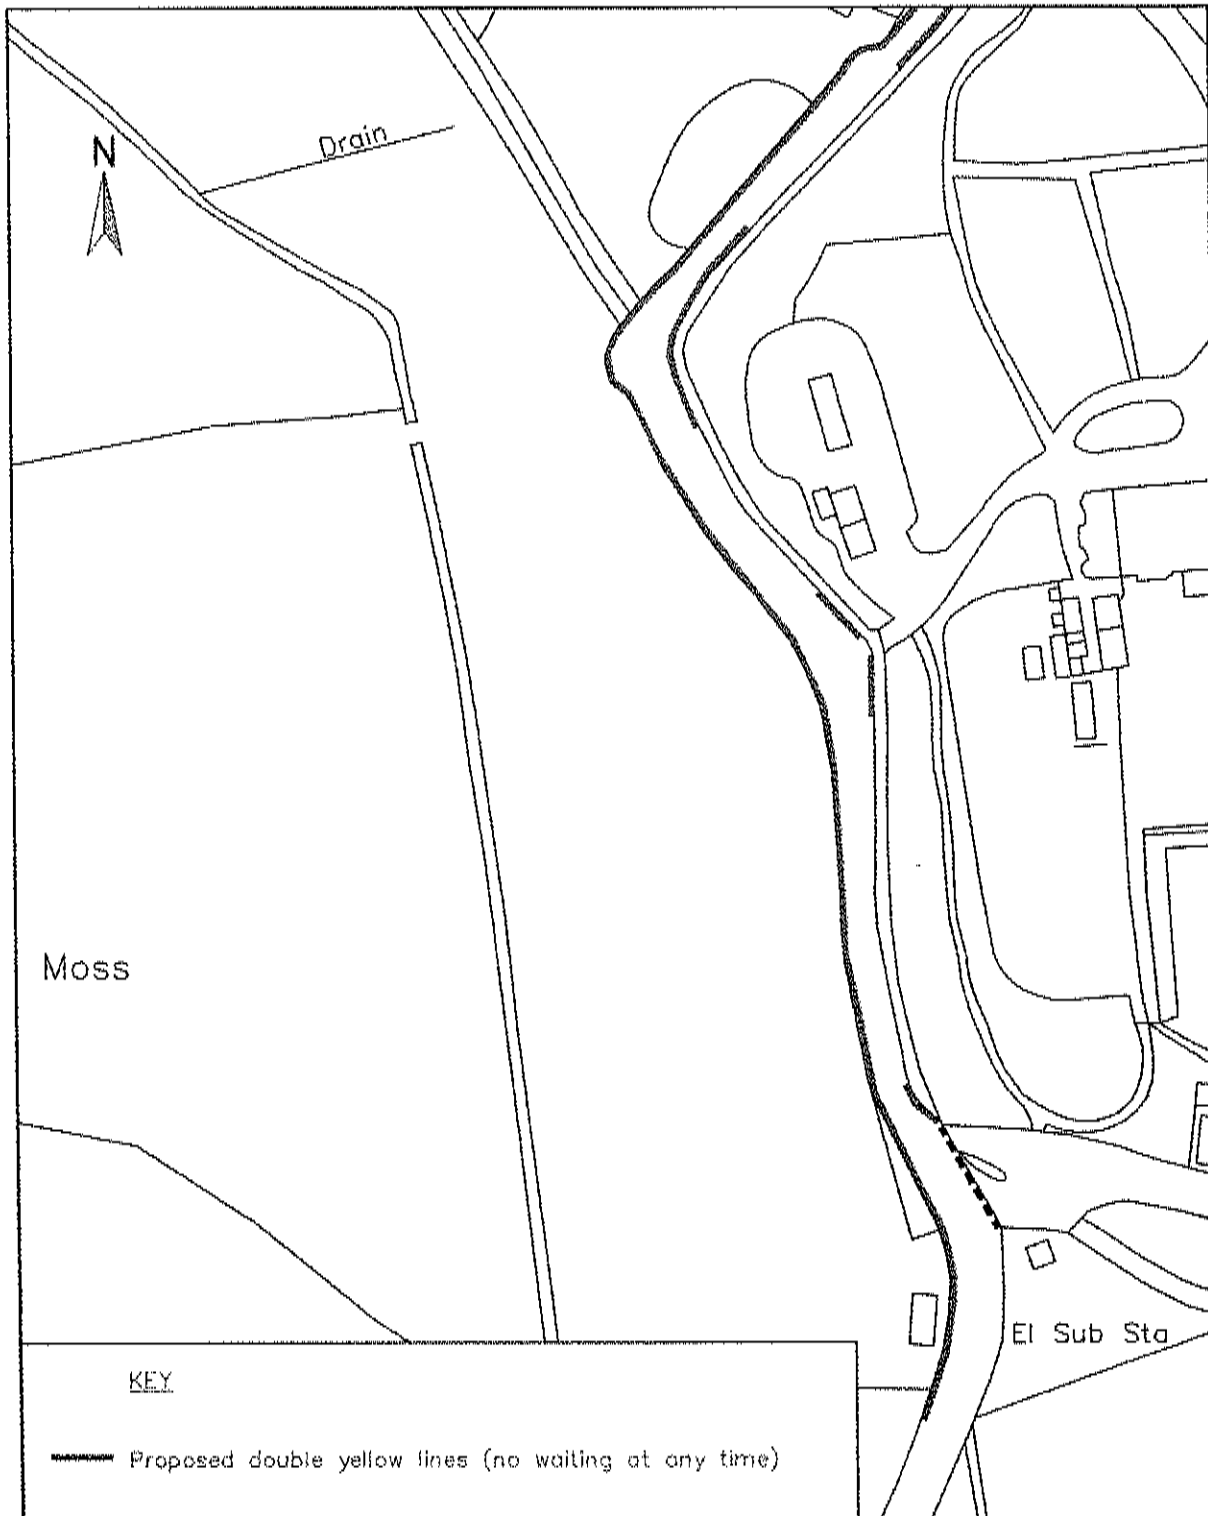 Drain
N
Moss
El Sub Sta
KEY
Proposed double yellow lines (no waiting at any time)